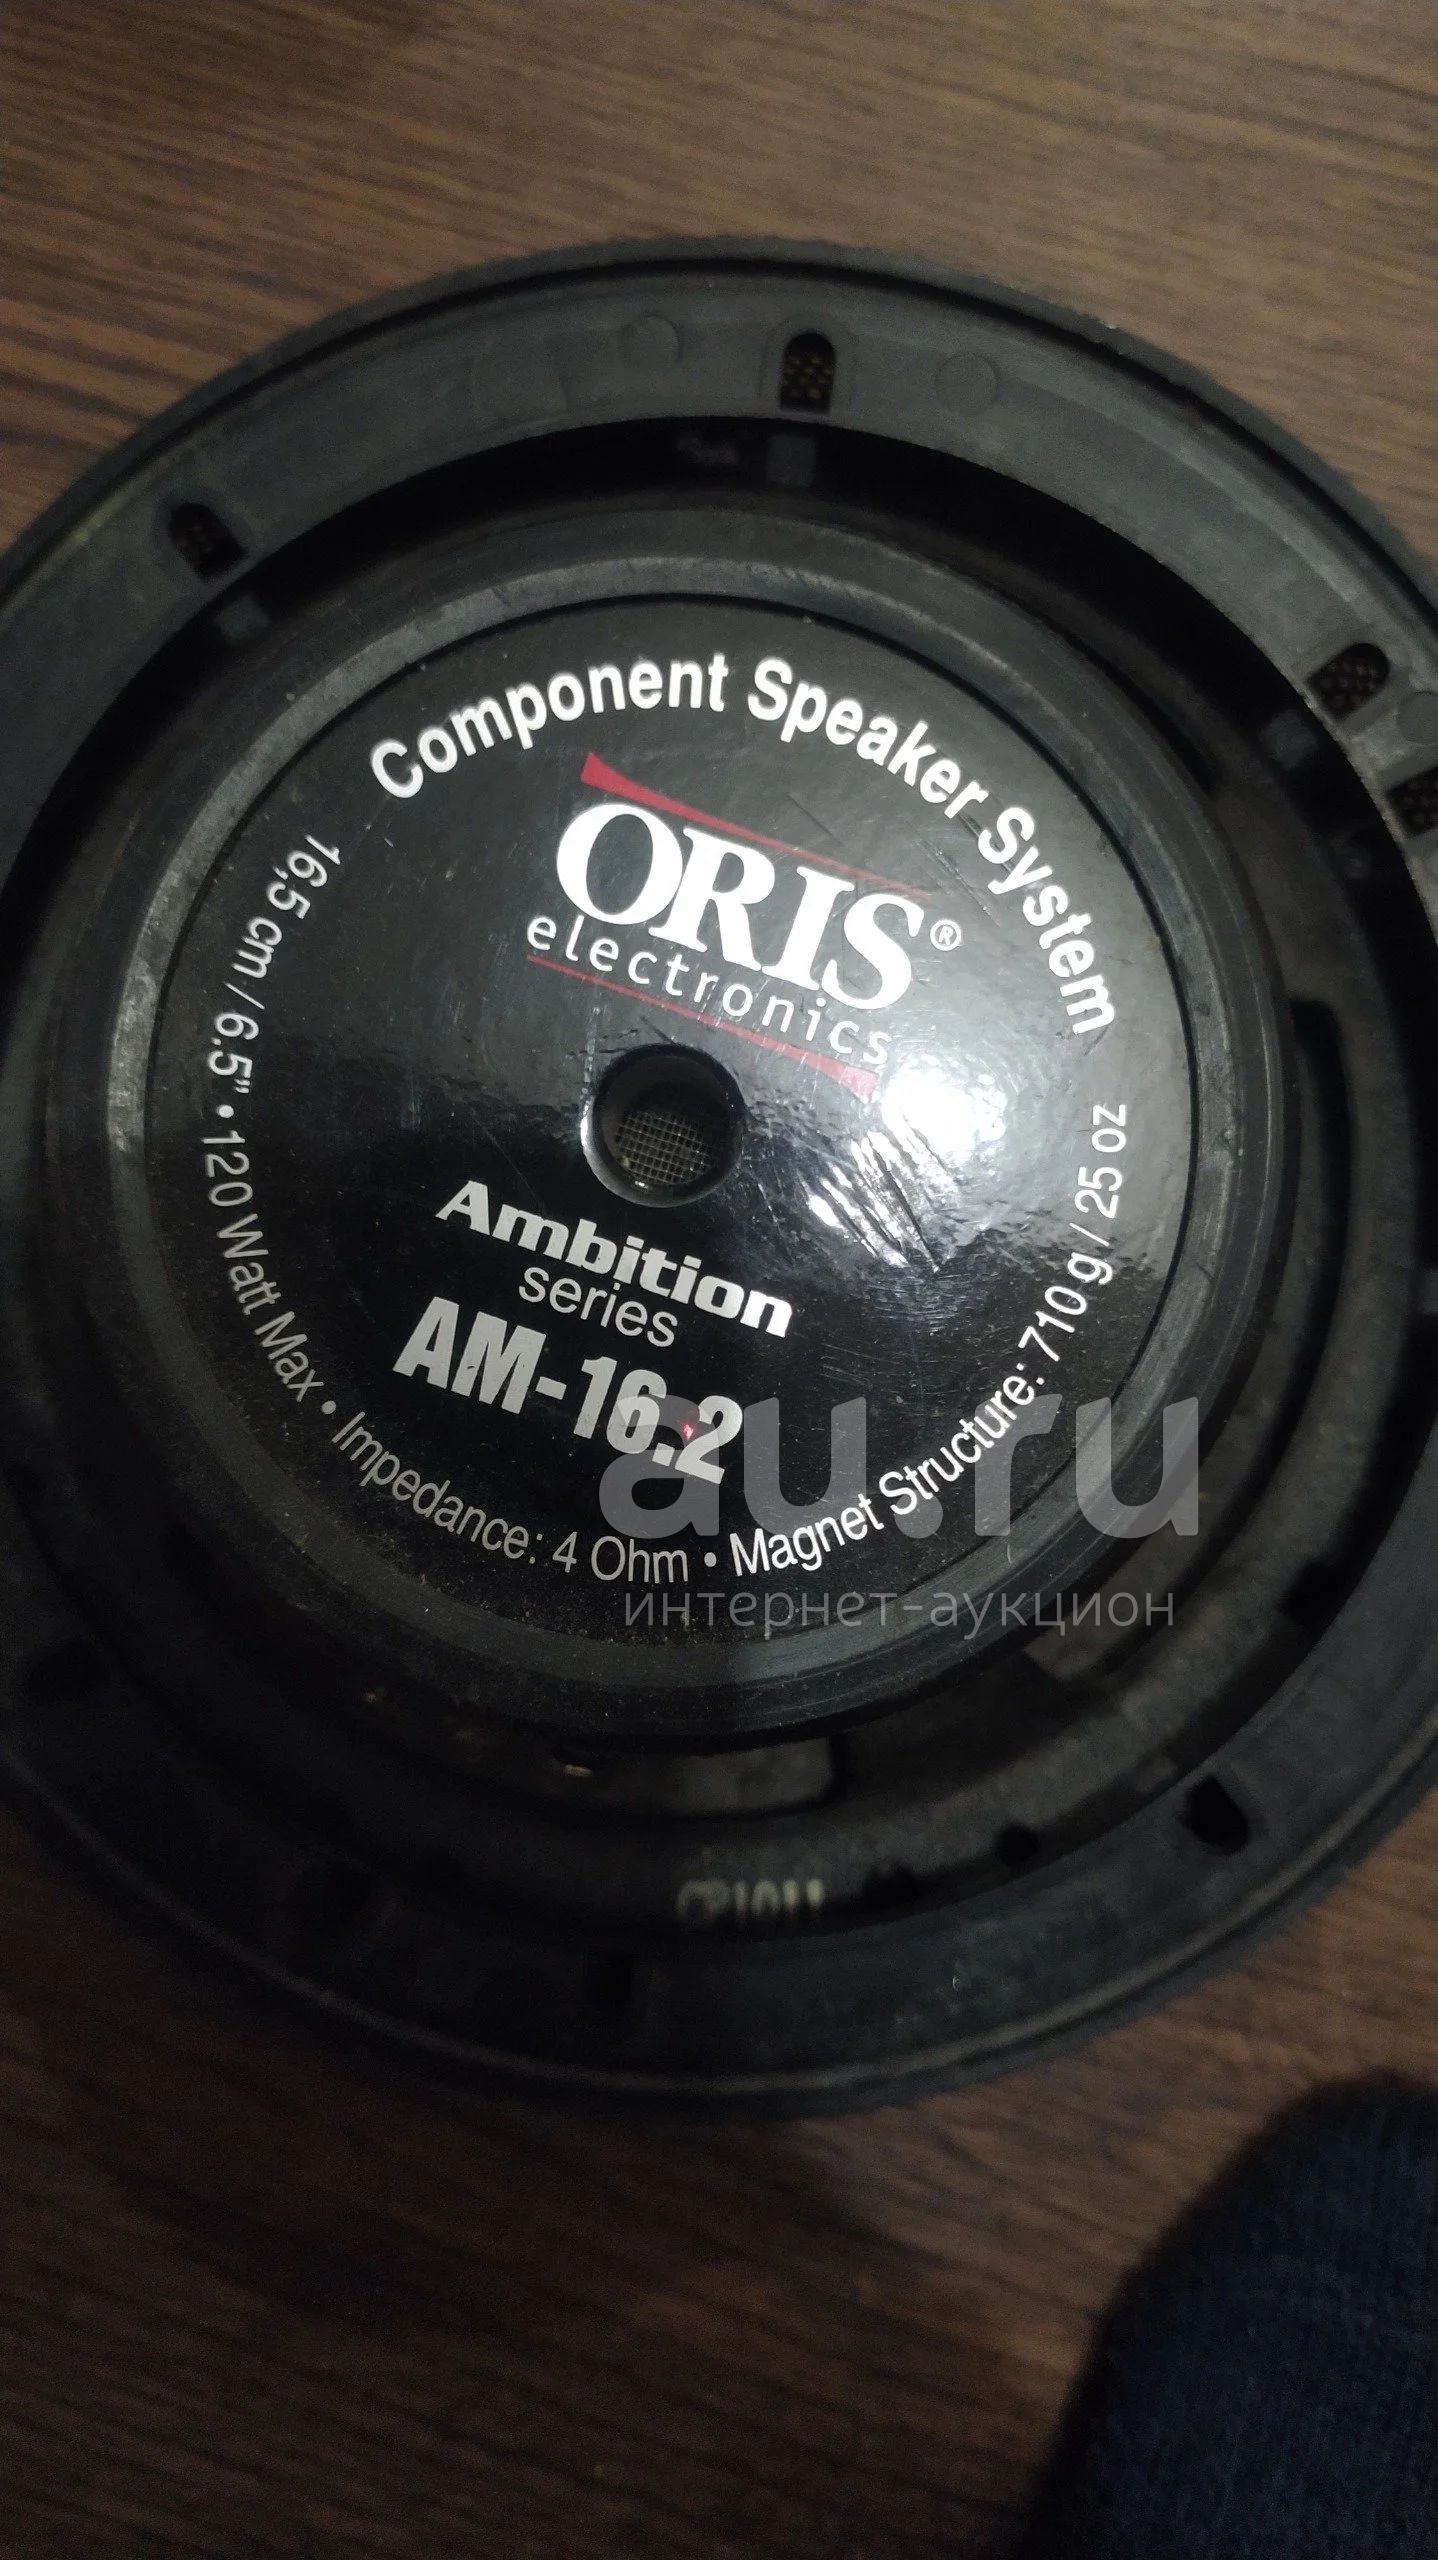 Component Speaker System
ORIS®
electronics
Ambition
series
AM-16.2
16,5 cm / 6.5" • 120 Watt Max • Impedance: 4 Ohm • Magnet Structure: 710 g / 25 oz
au.ru
интернет-аукцион